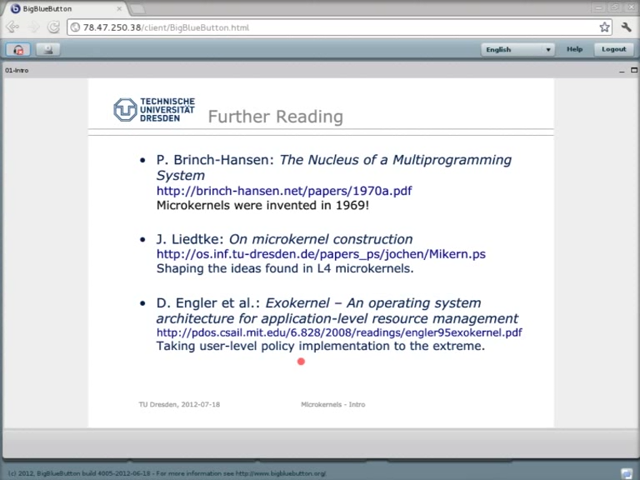 BigBlueButton
78.47.250.38/client/BigBlueButton.html
English
Help
Logout
01-Intro
TECHNISCHE
UNIVERSITÄT
DRESDEN
Further Reading
• P. Brinch-Hansen: The Nucleus of a Multiprogramming
System
http://brinch-hansen.net/papers/1970a.pdf
Microkernels were invented in 1969!
• J. Liedtke: On microkernel construction
http://os.inf.tu-dresden.de/papers_ps/jochen/Mikern.ps
Shaping the ideas found in L4 microkernels.
• D. Engler et al.: Exokernel – An operating system
architecture for application-level resource management
http://pdos.csail.mit.edu/6.828/2008/readings/engler95exokernel.pdf
Taking user-level policy implementation to the extreme.
TU Dresden, 2012-07-18
Microkernels - Intro
(c) 2012, BigBlueButton build 4005-2012-06-18 - For more information see http://www.bigbluebutton.org/